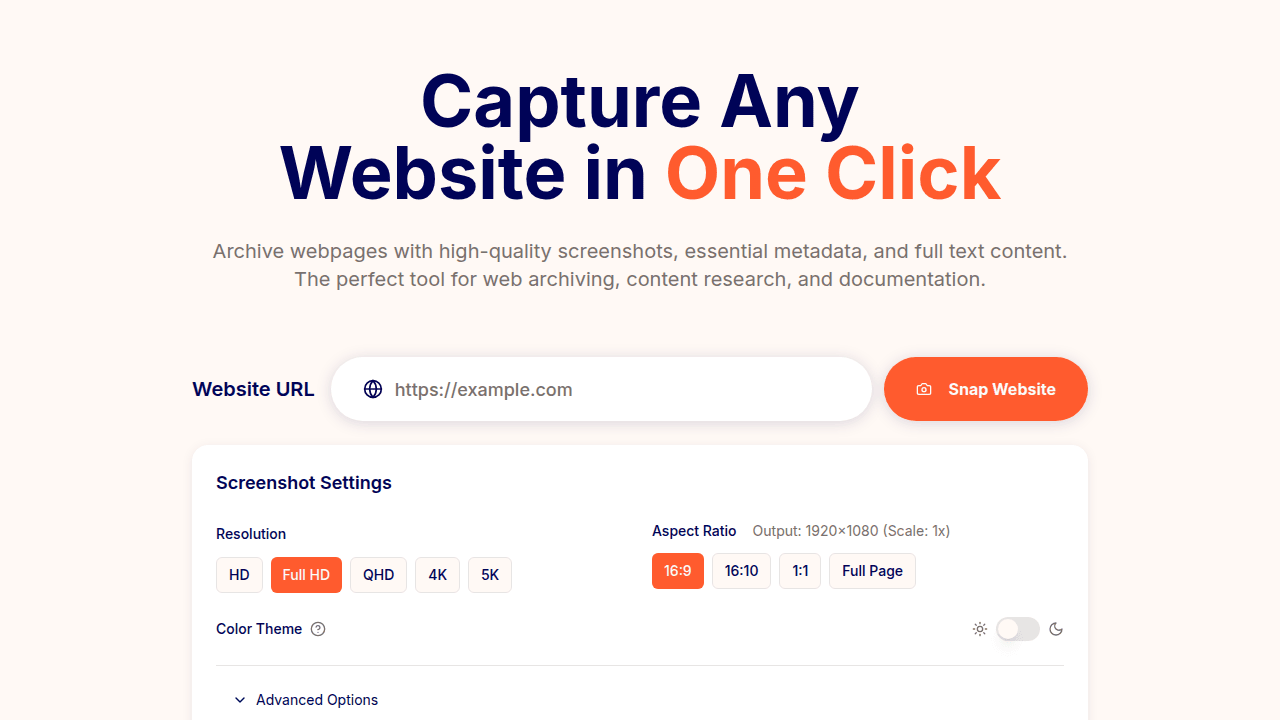 Capture Any
Website in One Click
Archive webpages with high-quality screenshots, essential metadata, and full text content.
The perfect tool for web archiving, content research, and documentation.
Website URL
https://example.com
Snap Website
Screenshot Settings
Resolution
HD Full HD QHD 4K 5K
Aspect Ratio Output: 1920×1080 (Scale: 1x)
16:9 16:10 1:1 Full Page
Color Theme
Advanced Options